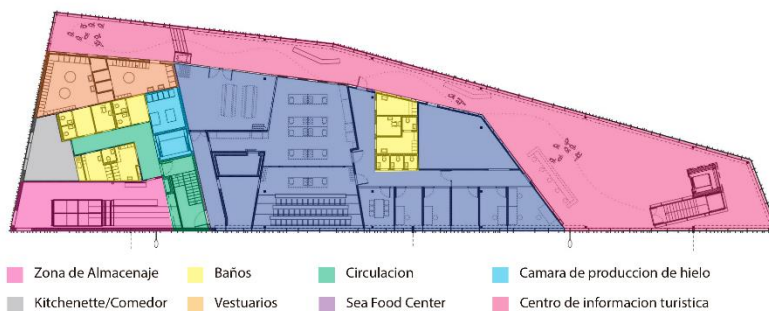 Zona de Almacenaje Baños Circulacion Camara de produccion de hielo
Kitchenette/Comedor Vestuarios Sea Food Center Centro de informacion turistica